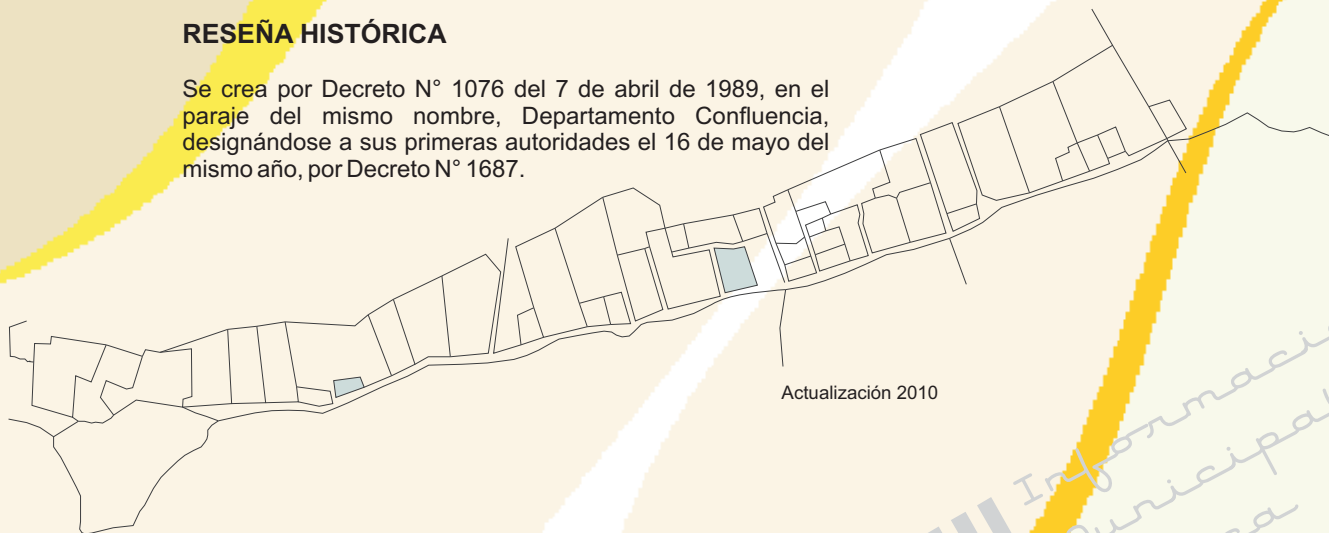 RESEÑA HISTÓRICA
Se crea por Decreto N° 1076 del 7 de abril de 1989, en el
paraje del mismo nombre, Departamento Confluencia,
designándose a sus primeras autoridades el 16 de mayo del
mismo año, por Decreto N° 1687.
Actualización 2010